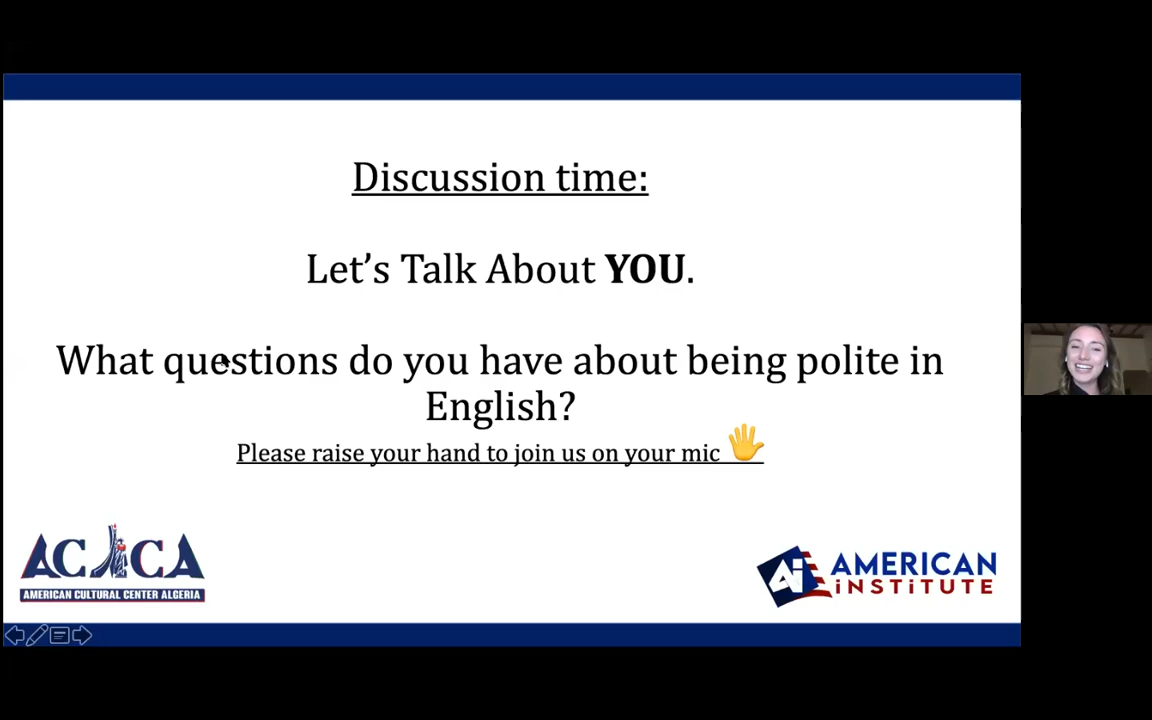 Discussion time:
Let's Talk About YOU.
What questions do you have about being polite in
English?
Please raise your hand to join us on your mic 🖐
ACCA
AMERICAN CULTURAL CENTER ALGERIA
Ai AMERICAN
iNSTiTUTE